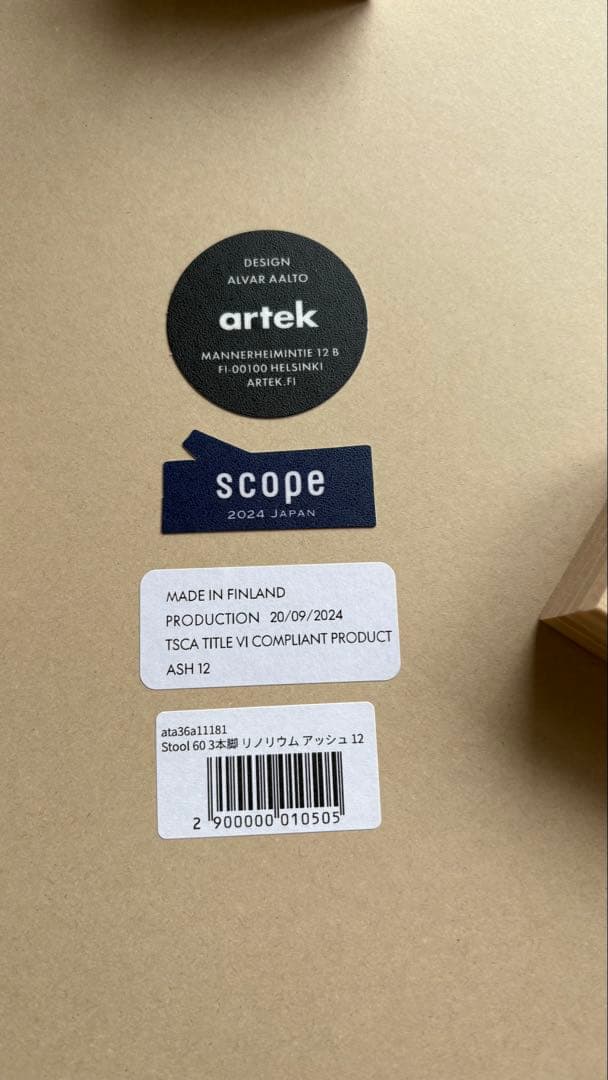 DESIGN
ALVAR AALTO
artek
MANNERHEIMINTIE 12 B
FI-00100 HELSINKI
ARTEK.FI
scope
2024 JAPAN
MADE IN FINLAND
PRODUCTION 20/09/2024
TSCA TITLE VI COMPLIANT PRODUCT
ASH 12
ata36a11181
Stool 60 3本脚 リノリウム アッシュ 12
2 900000 010505